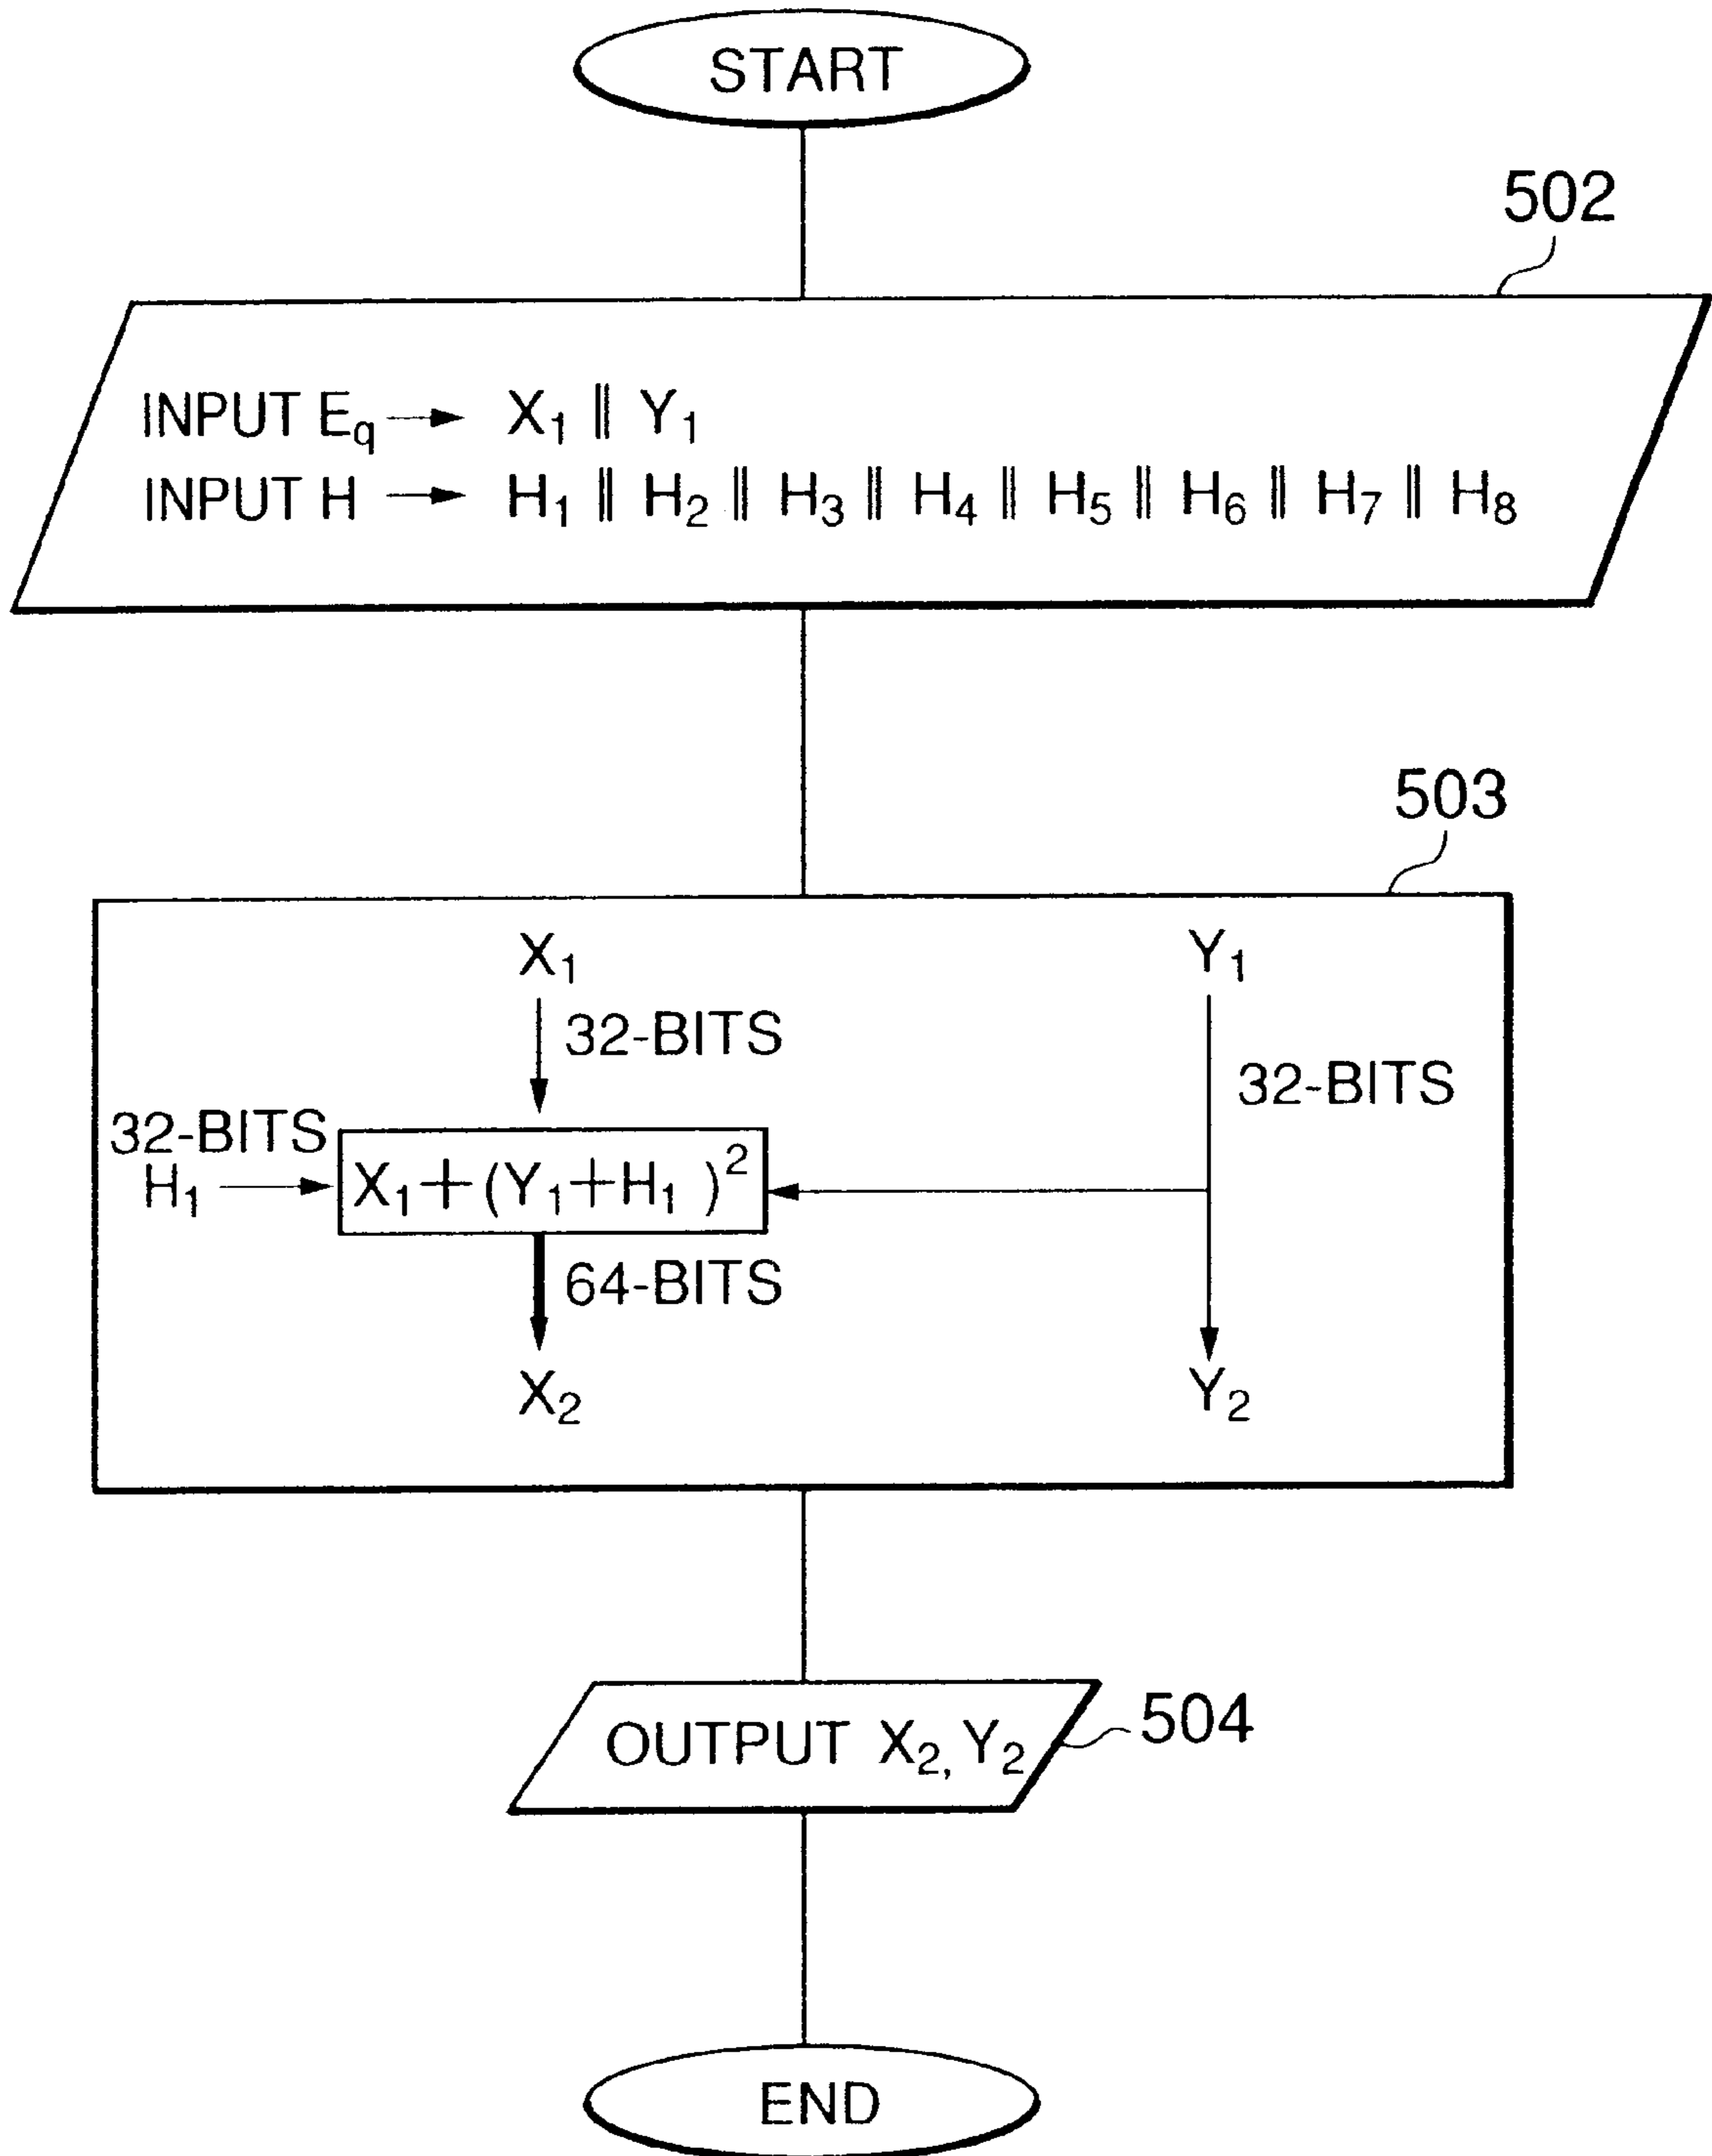 START
502
INPUT E_q → X₁ ‖ Y₁
INPUT H → H₁ ‖ H₂ ‖ H₃ ‖ H₄ ‖ H₅ ‖ H₆ ‖ H₇ ‖ H₈
503
X₁ Y₁
32-BITS
32-BITS
32-BITS
H₁ X₁+(Y₁+H₁)²
64-BITS
X₂ Y₂
OUTPUT X₂, Y₂
504
END